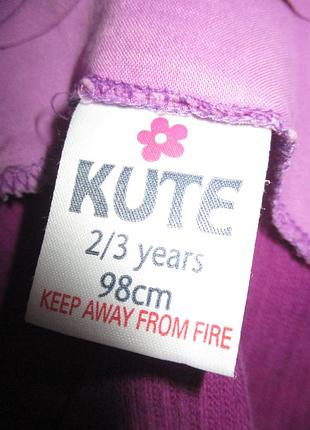 KUTE
2/3 years
98cm
KEEP AWAY FROM FIRE